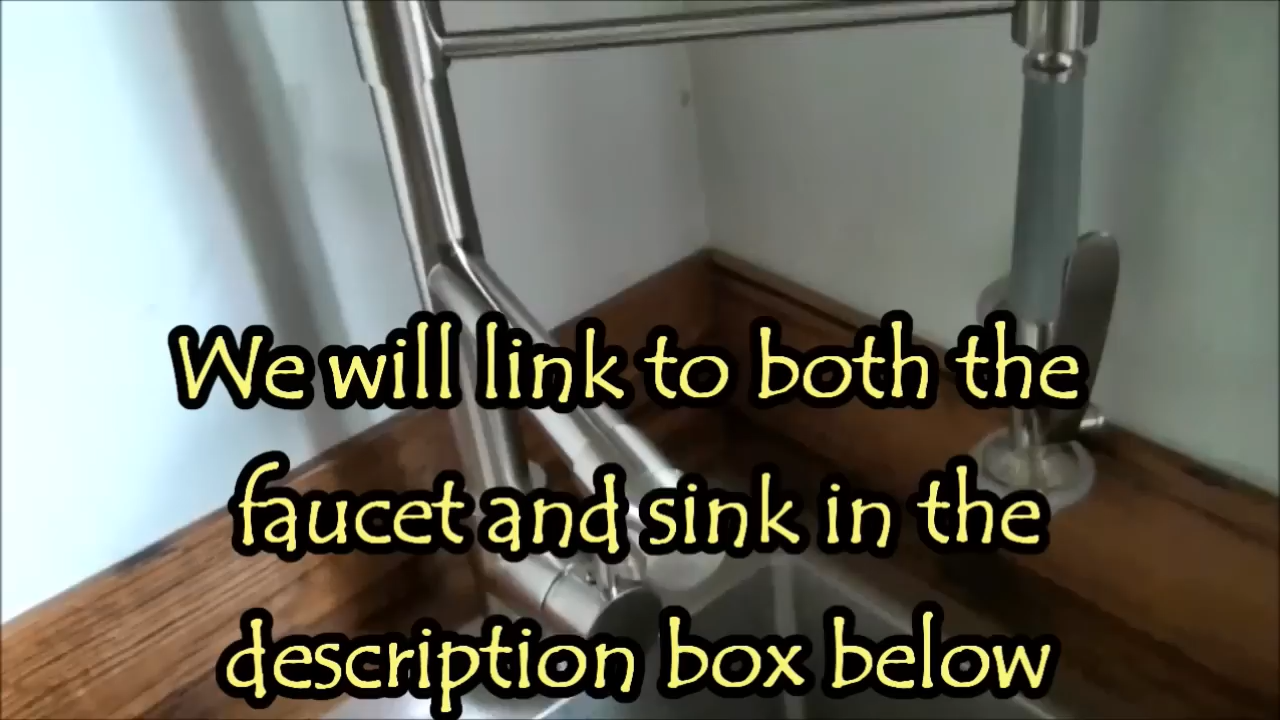 We will link to both the
faucet and sink in the
description box below